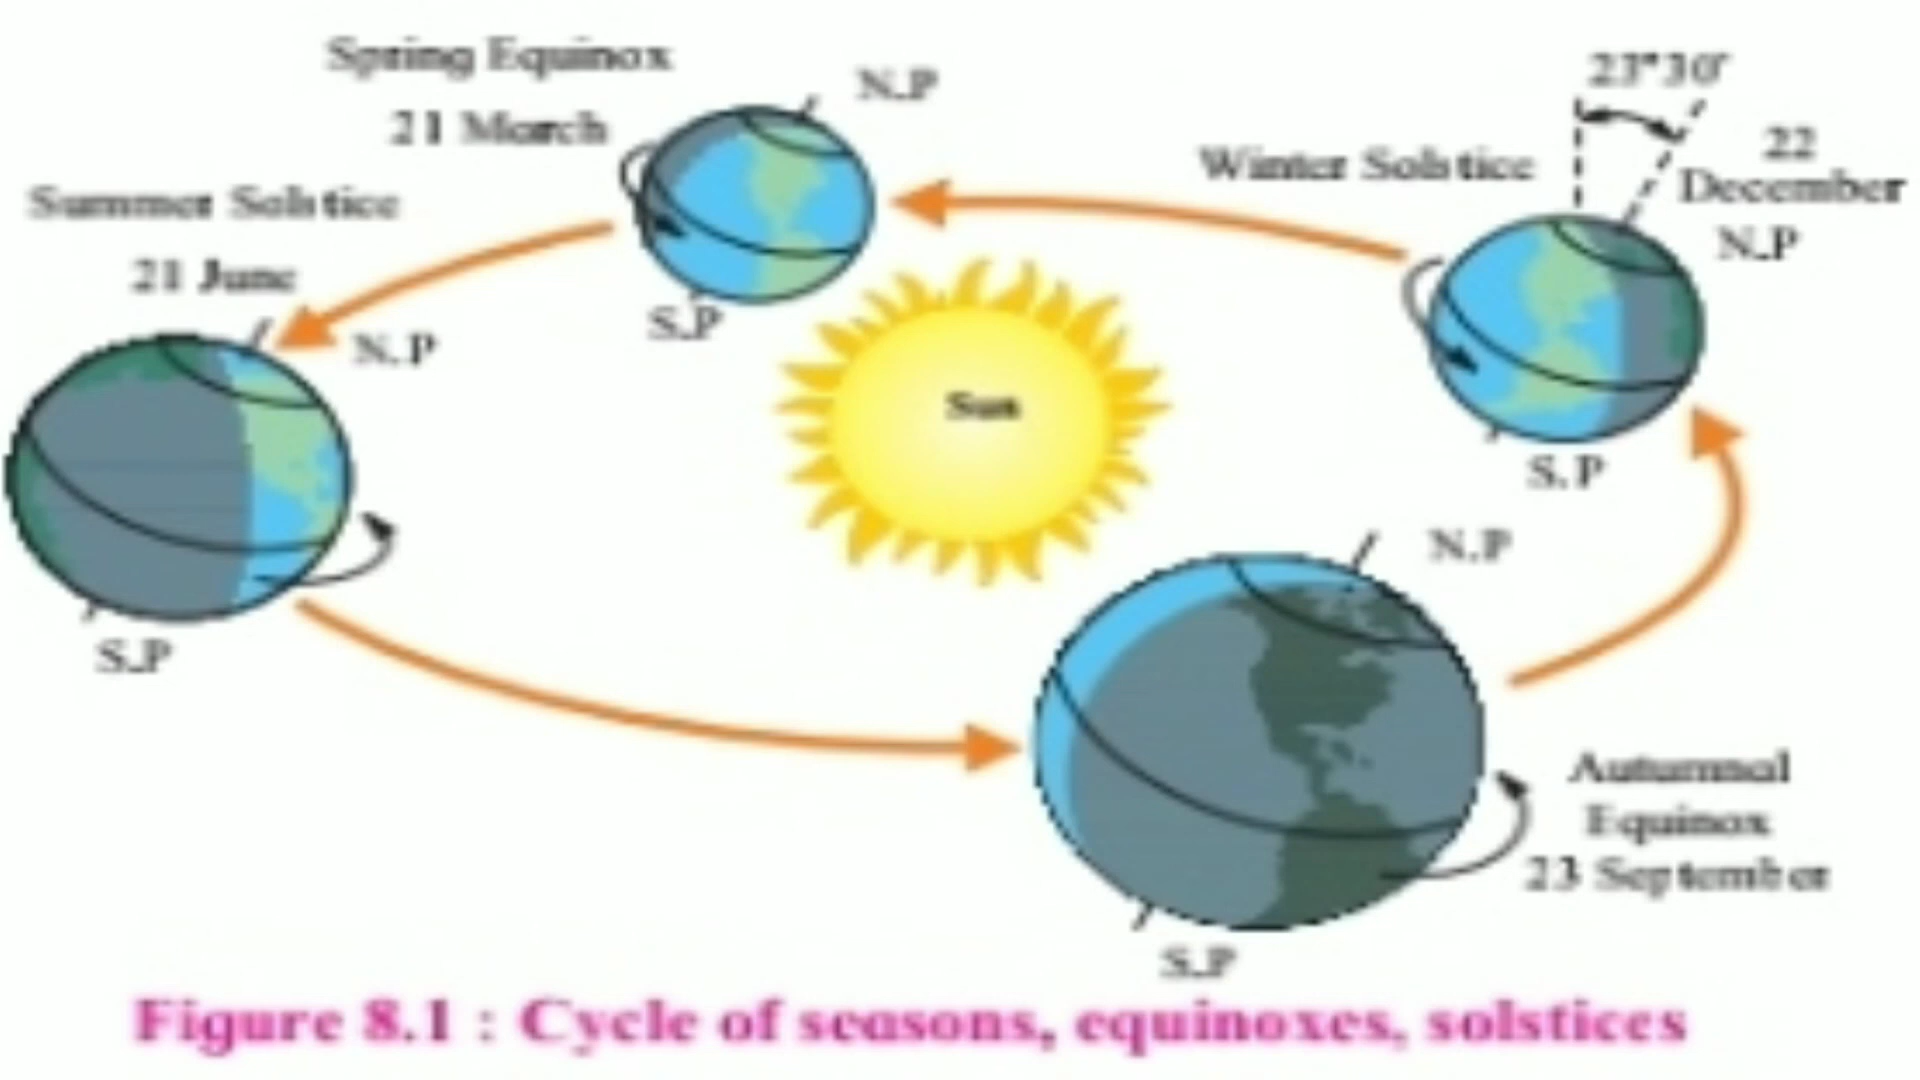 Spring Equinox
21 March
N.P
S.P
Summer Solstice
21 June
N.P
S.P
23°30'
Winter Solstice
22
December
N.P
S.P
Sun
N.P
S.P
Autumnal
Equinox
23 September
Figure 8.1 : Cycle of seasons, equinoxes, solstices